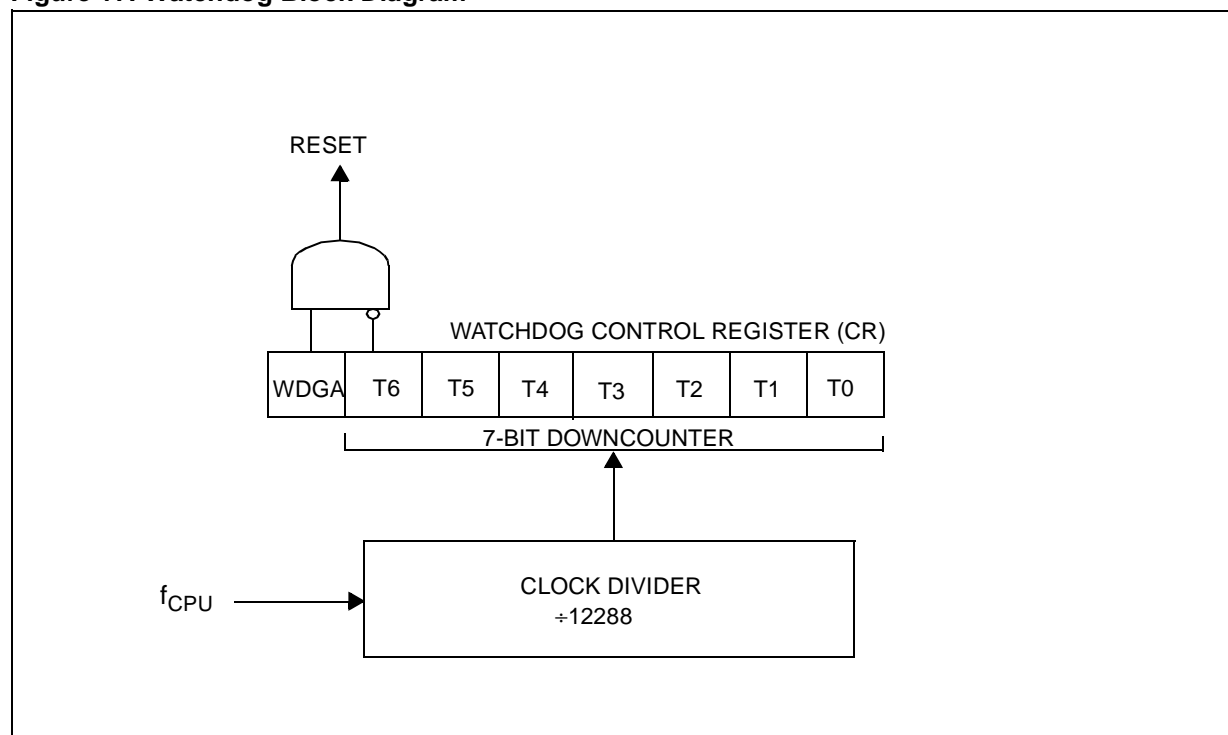 RESET
WATCHDOG CONTROL REGISTER (CR)
WDGA T6 T5 T4 T3 T2 T1 T0
7-BIT DOWNCOUNTER
fCPU
CLOCK DIVIDER
÷12288